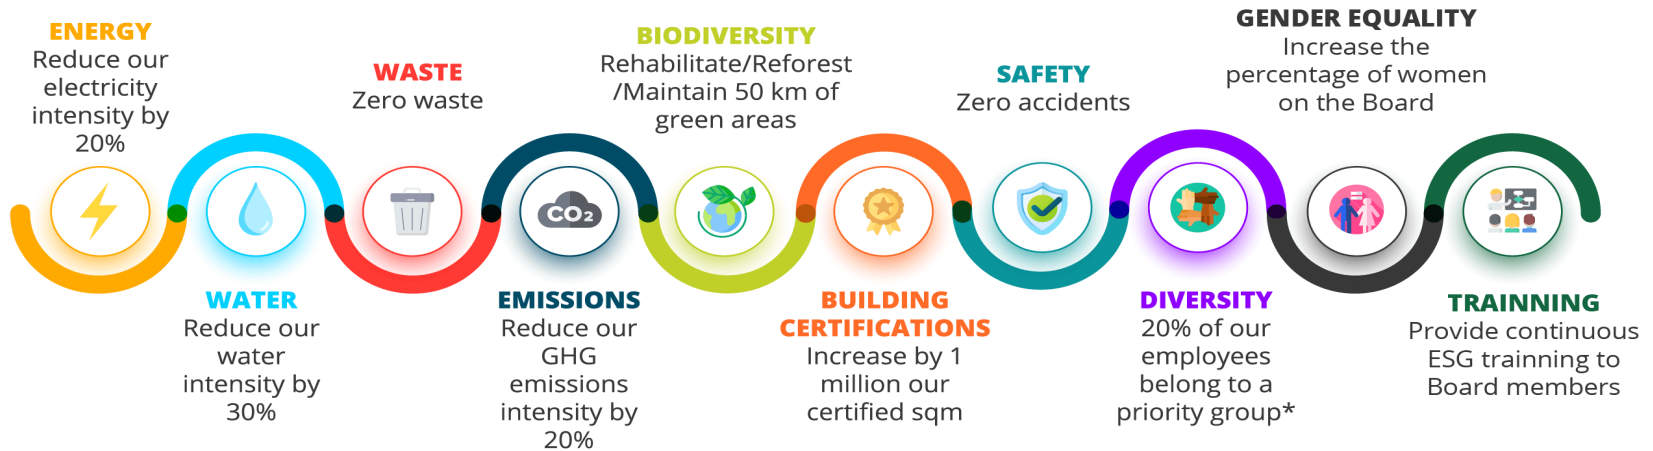 ENERGY
Reduce our
electricity
intensity by
20%
WATER
Reduce our
water
intensity by
30%
WASTE
Zero waste
CO2
EMISSIONS
Reduce our
GHG
emissions
intensity by
20%
BIODIVERSITY
Rehabilitate/Reforest
/Maintain 50 km of
green areas
BUILDING
CERTIFICATIONS
Increase by 1
million our
certified sqm
SAFETY
Zero accidents
DIVERSITY
20% of our
employees
belong to a
priority group*
GENDER EQUALITY
Increase the
percentage of women
on the Board
TRAINNING
Provide continuous
ESG trainning to
Board members